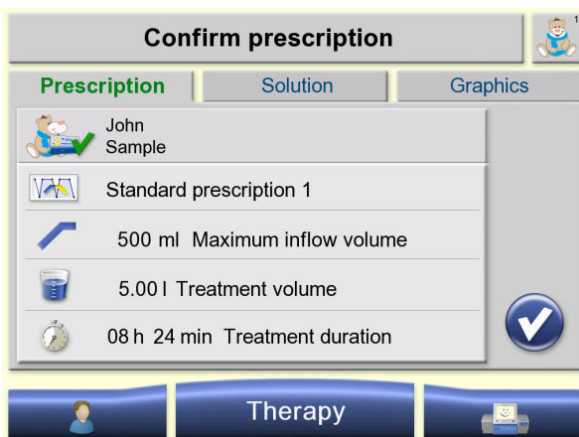 Confirm prescription
1
Prescription
Solution
Graphics
John
Sample
Standard prescription 1
500 ml Maximum inflow volume
5.00 l Treatment volume
08 h 24 min Treatment duration
Therapy